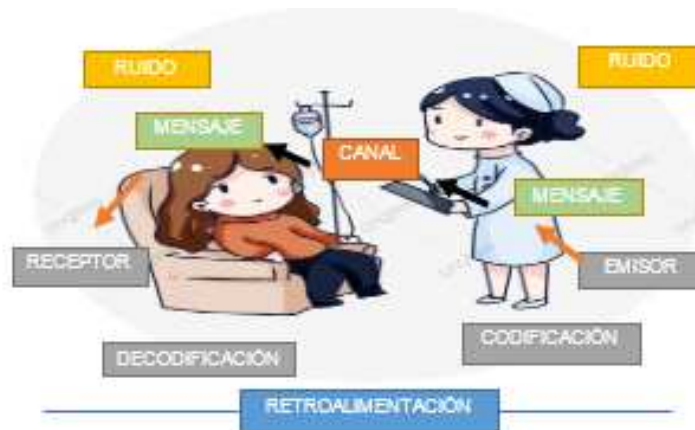 RUIDO
RUIDO
MENSAJE
CANAL
MENSAJE
RECEPTOR
EMISOR
CODIFICACIÓN
DECODIFICACIÓN
RETROALIMENTACIÓN